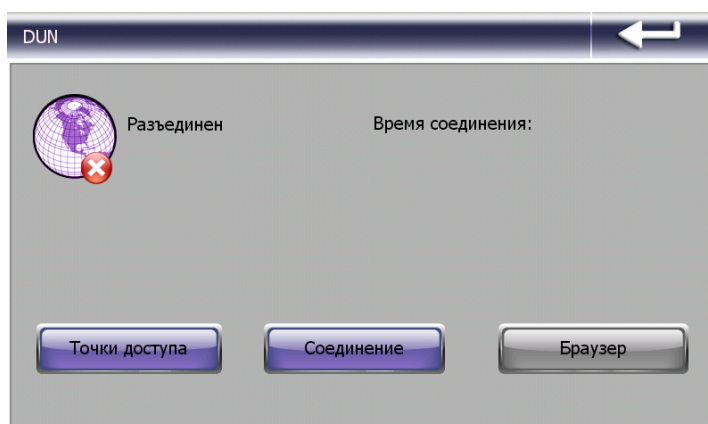 DUN
Разъединен
Время соединения:
Точки доступа
Соединение
Браузер